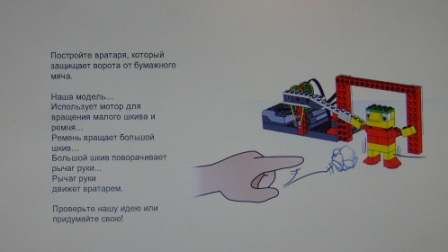 Постройте вратаря, который
защищает ворота от бумажного
мяча.
Наша модель...
Использует мотор для
вращения малого шкива и
ремня...
Ремень вращает большой
шкив...
Большой шкив поворачивает
рычаг руки...
Рычаг руки
движет вратарем.
Проверьте нашу идею или
придумайте свою!